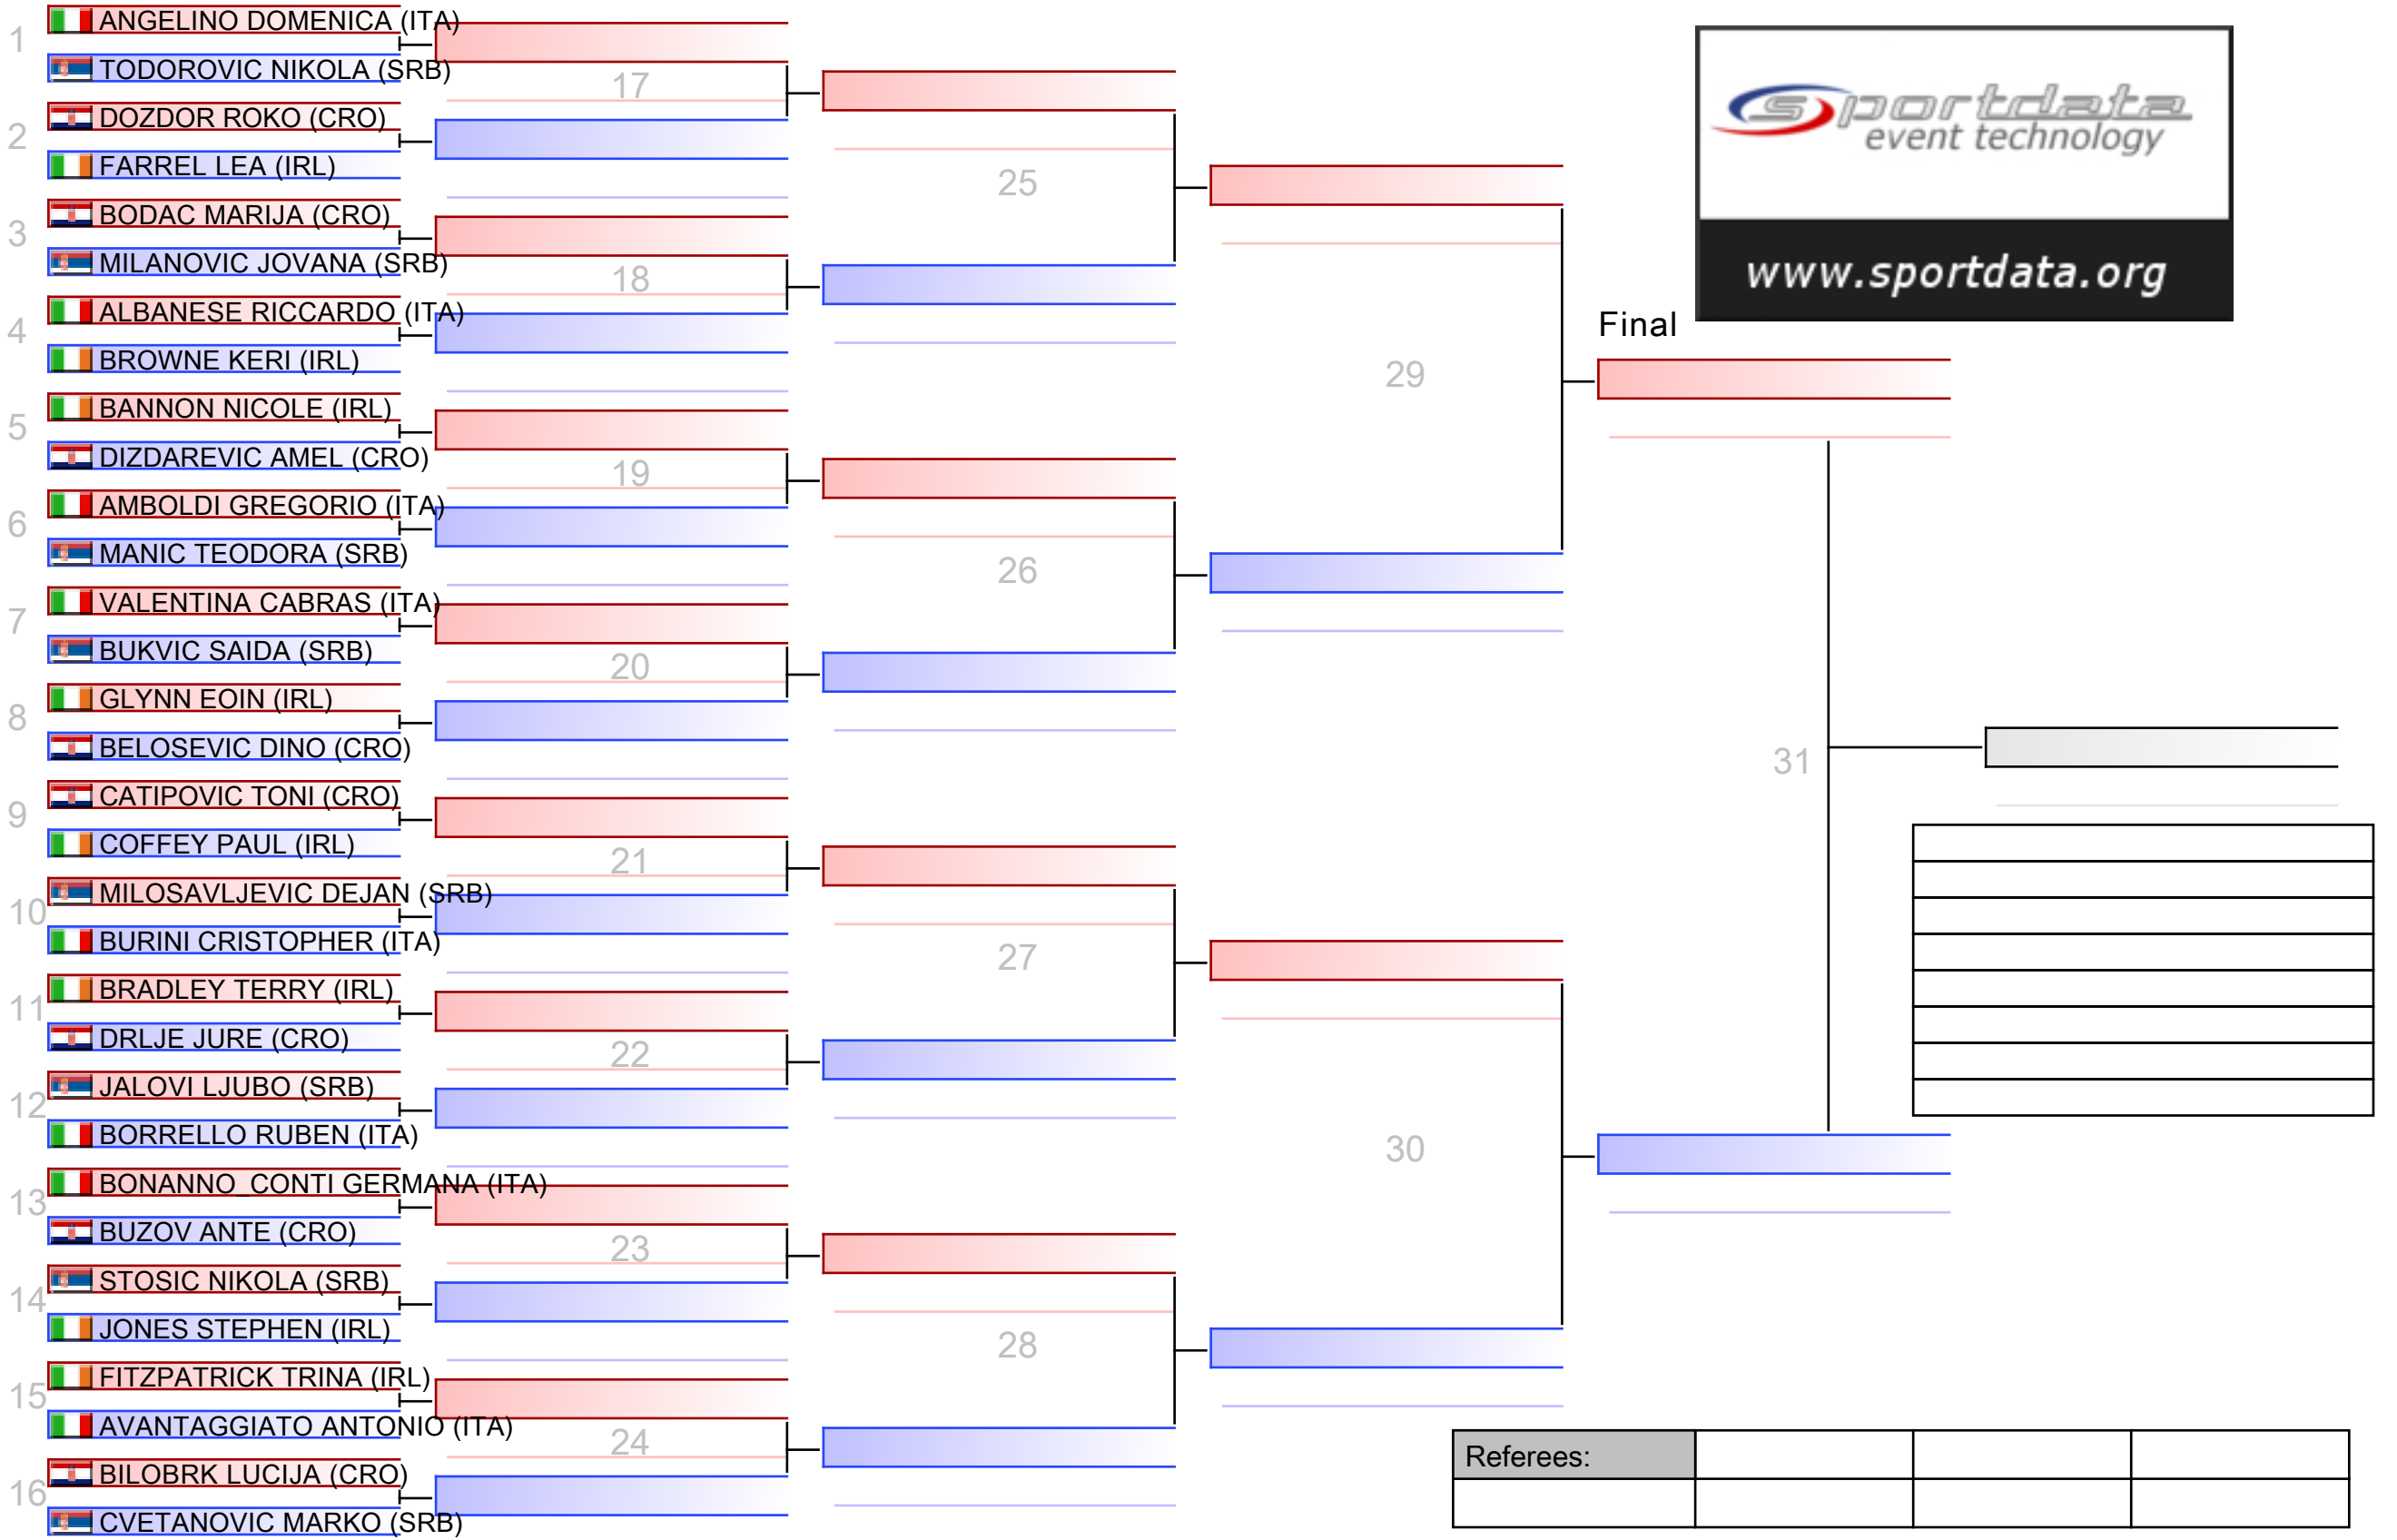 1
ANGELINO DOMENICA (ITA)
TODOROVIC NIKOLA (SRB)
2
DOZDOR ROKO (CRO)
FARREL LEA (IRL)
3
BODAC MARIJA (CRO)
MILANOVIC JOVANA (SRB)
4
ALBANESE RICCARDO (ITA)
BROWNE KERI (IRL)
5
BANNON NICOLE (IRL)
DIZDAREVIC AMEL (CRO)
6
AMBOLDI GREGORIO (ITA)
MANIC TEODORA (SRB)
7
VALENTINA CABRAS (ITA)
BUKVIC SAIDA (SRB)
8
GLYNN EOIN (IRL)
BELOSEVIC DINO (CRO)
9
CATIPOVIC TONI (CRO)
COFFEY PAUL (IRL)
10
MILOSAVLJEVIC DEJAN (SRB)
BURINI CRISTOPHER (ITA)
11
BRADLEY TERRY (IRL)
DRLJE JURE (CRO)
12
JALOVI LJUBO (SRB)
BORRELLO RUBEN (ITA)
13
BONANNO_CONTI GERMANA (ITA)
BUZOV ANTE (CRO)
14
STOSIC NIKOLA (SRB)
JONES STEPHEN (IRL)
15
FITZPATRICK TRINA (IRL)
AVANTAGGIATO ANTONIO (ITA)
16
BILOBRK LUCIJA (CRO)
CVETANOVIC MARKO (SRB)
17
18
19
20
21
22
23
24
25
26
27
28
29
30
Final
31
sportdata
event technology
www.sportdata.org
Referees: